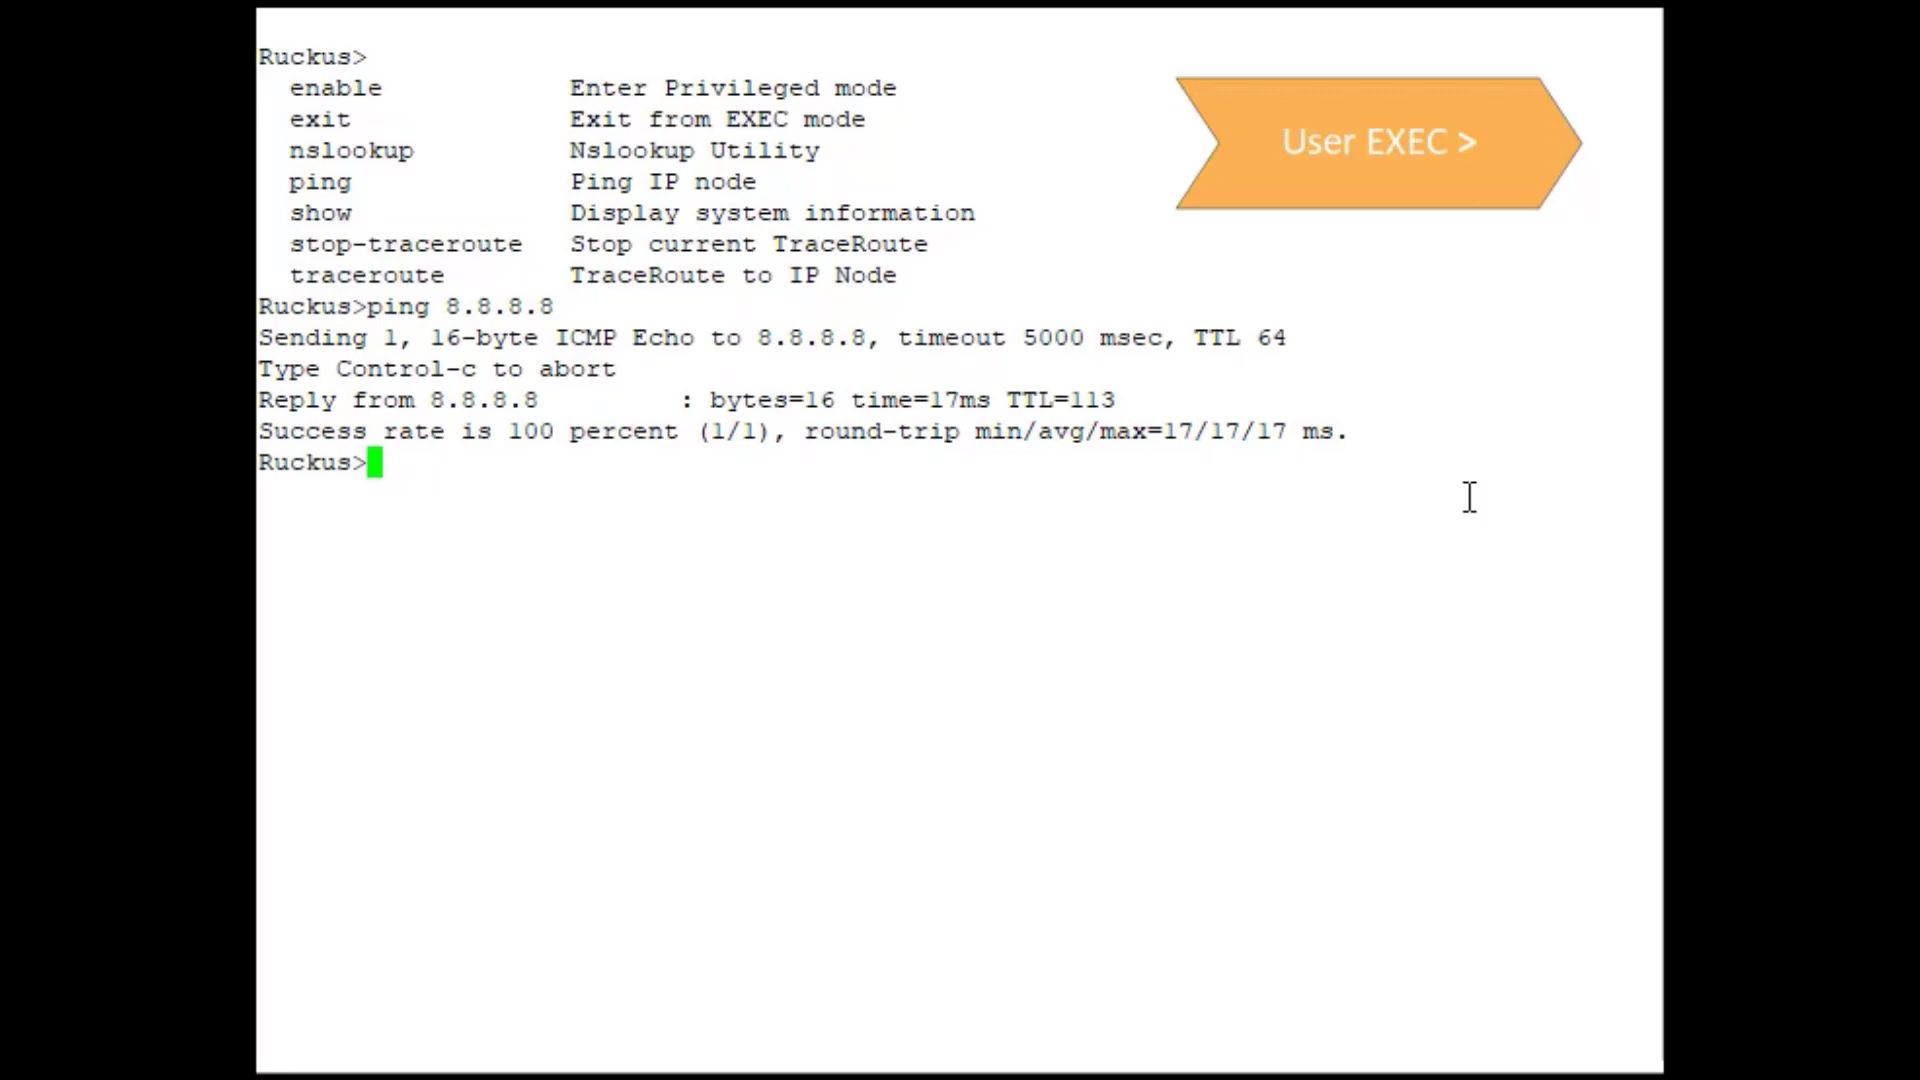 Ruckus>
enable Enter Privileged mode
exit Exit from EXEC mode
nslookup Nslookup Utility
ping Ping IP node
show Display system information
stop-traceroute Stop current TraceRoute
traceroute TraceRoute to IP Node
Ruckus>ping 8.8.8.8
Sending 1, 16-byte ICMP Echo to 8.8.8.8, timeout 5000 msec, TTL 64
Type Control-c to abort
Reply from 8.8.8.8 : bytes=16 time=17ms TTL=113
Success rate is 100 percent (1/1), round-trip min/avg/max=17/17/17 ms.
Ruckus>
User EXEC >